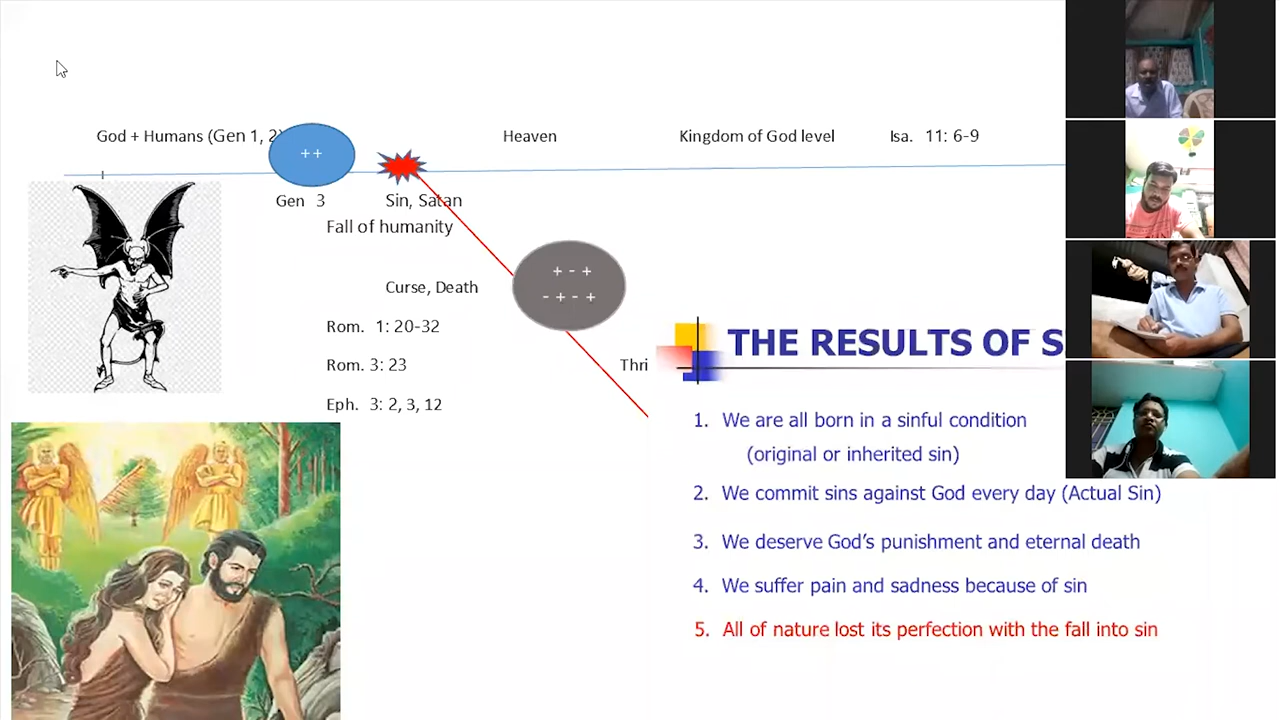 God + Humans (Gen 1, 2)
Heaven
Kingdom of God level
Isa. 11: 6-9
++
Gen 3
Sin, Satan
Fall of humanity
+ - +
- + - +
Curse, Death
Rom. 1: 20-32
Rom. 3: 23
Thri
Eph. 3: 2, 3, 12
THE RESULTS OF S
1. We are all born in a sinful condition
(original or inherited sin)
2. We commit sins against God every day (Actual Sin)
3. We deserve God’s punishment and eternal death
4. We suffer pain and sadness because of sin
5. All of nature lost its perfection with the fall into sin